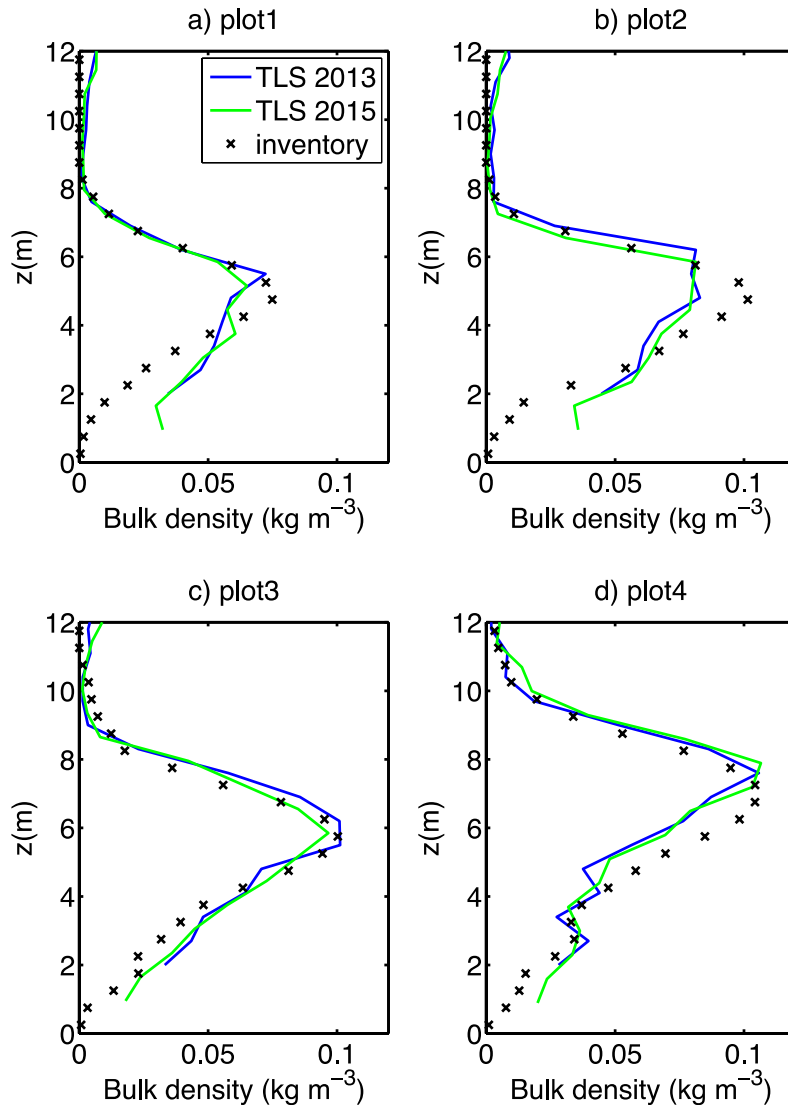 a) plot1
b) plot2
12
10
8
6
4
2
0
z(m)
TLS 2013
TLS 2015
inventory
0
0.05
0.1
Bulk density (kg m⁻³)
12
10
8
6
4
2
0
z(m)
0
0.05
0.1
Bulk density (kg m⁻³)
c) plot3
d) plot4
12
10
8
6
4
2
0
z(m)
0
0.05
0.1
Bulk density (kg m⁻³)
12
10
8
6
4
2
0
z(m)
0
0.05
0.1
Bulk density (kg m⁻³)